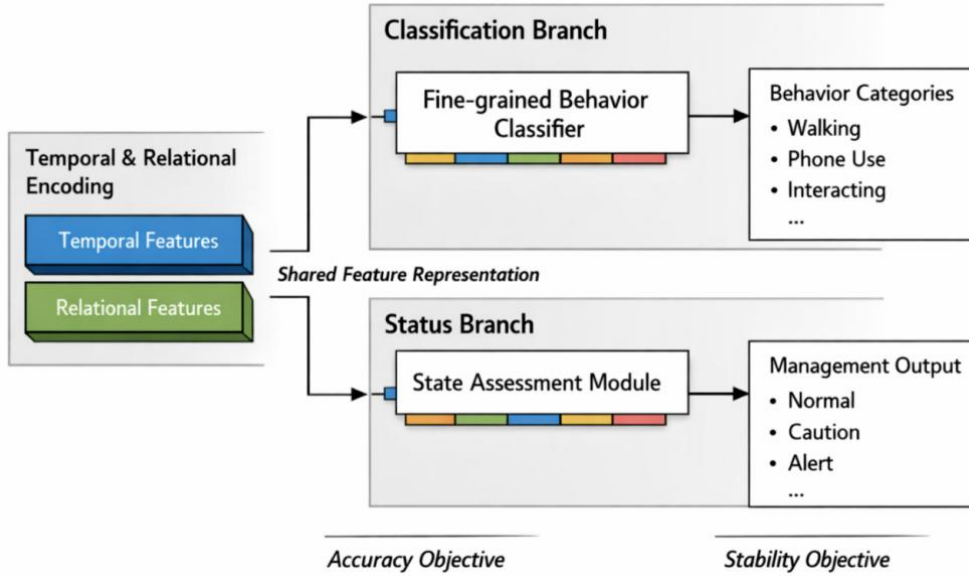 Temporal & Relational
Encoding
Temporal Features
Relational Features
Shared Feature Representation
Classification Branch
Fine-grained Behavior
Classifier
Behavior Categories
• Walking
• Phone Use
• Interacting
...
Status Branch
State Assessment Module
Management Output
• Normal
• Caution
• Alert
...
Accuracy Objective
Stability Objective